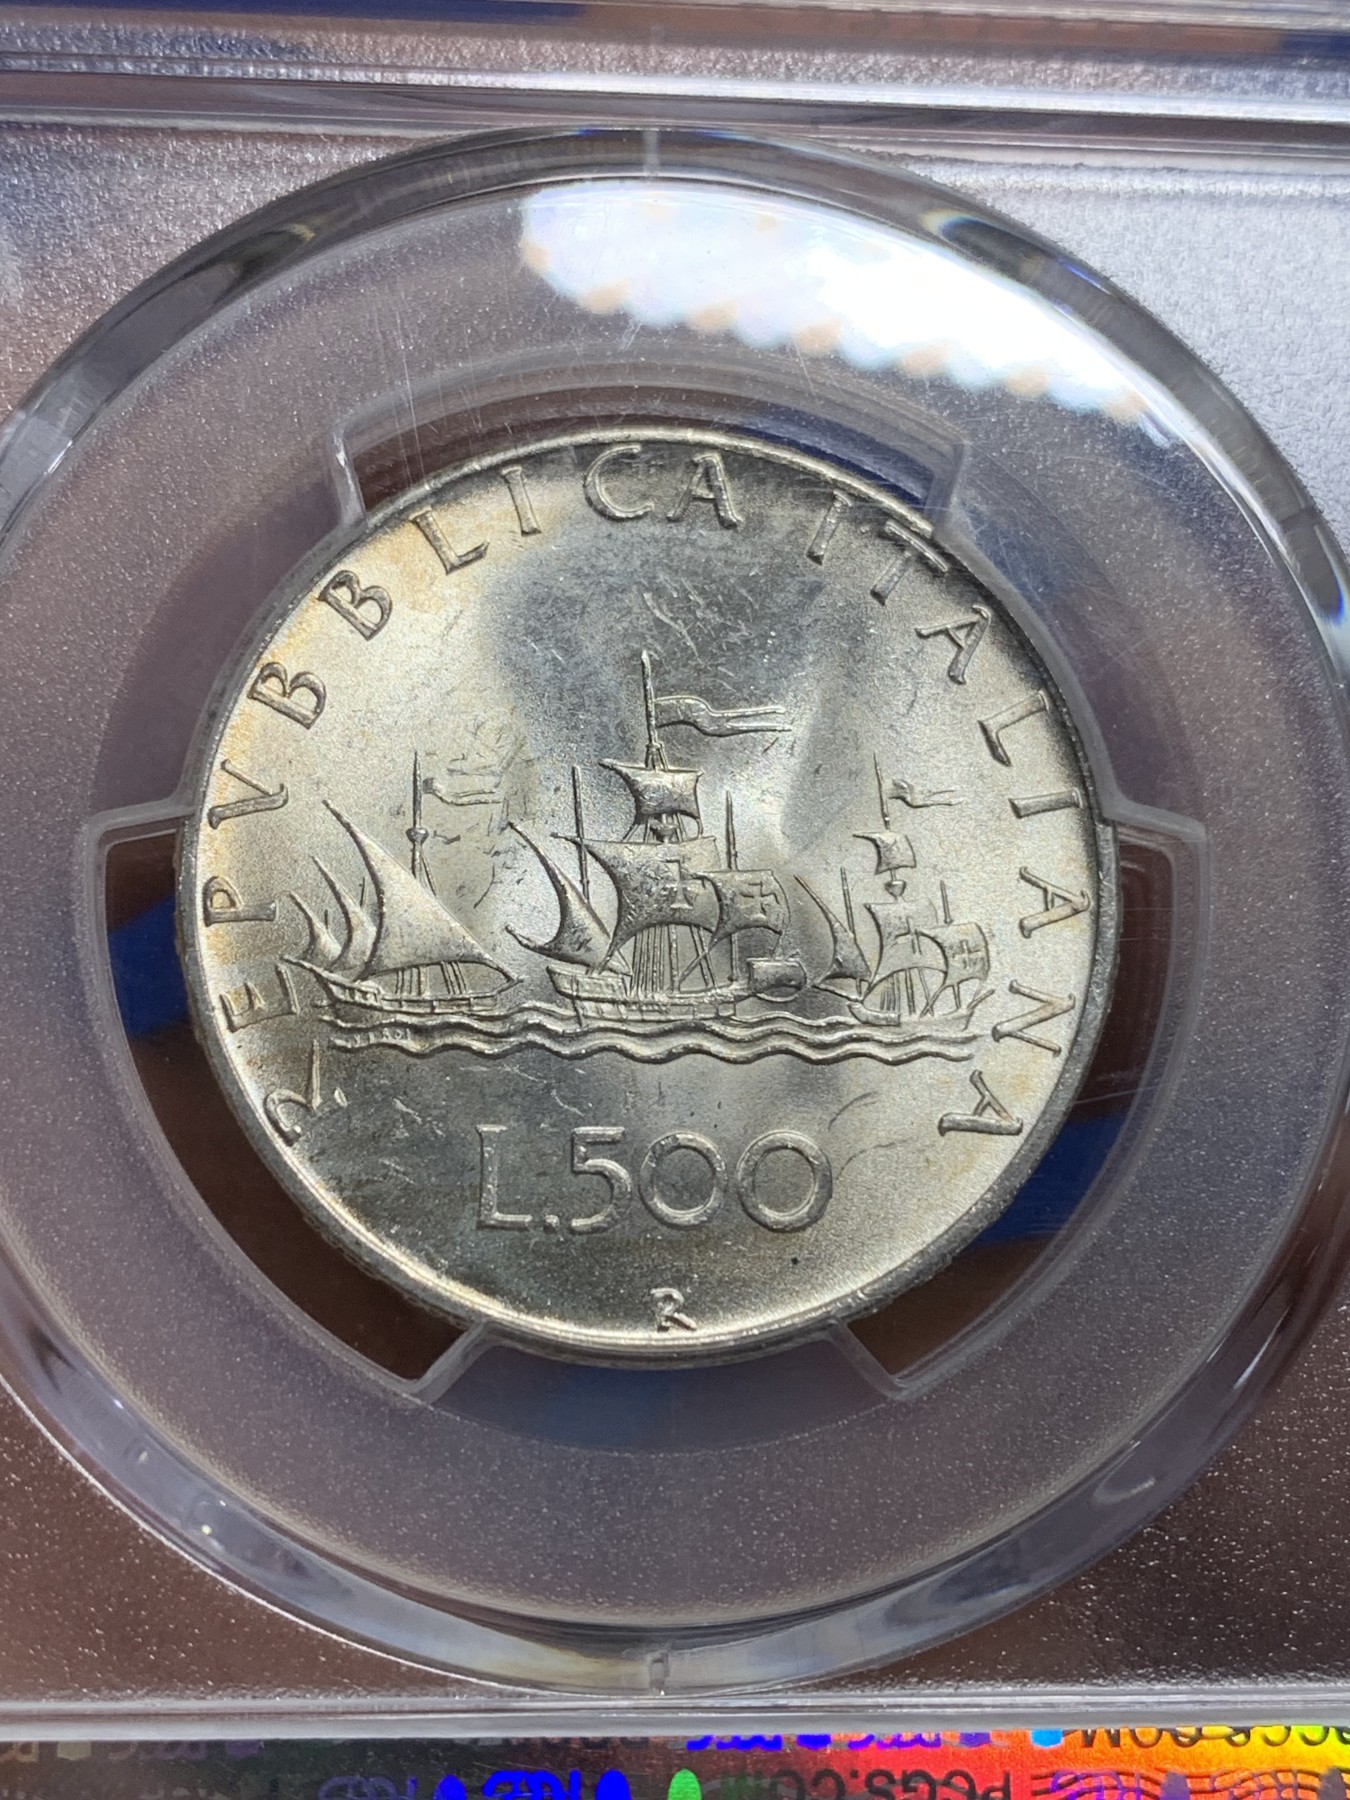 REPVBBLICA ITALIANA
L.500
R
PCGS.COM